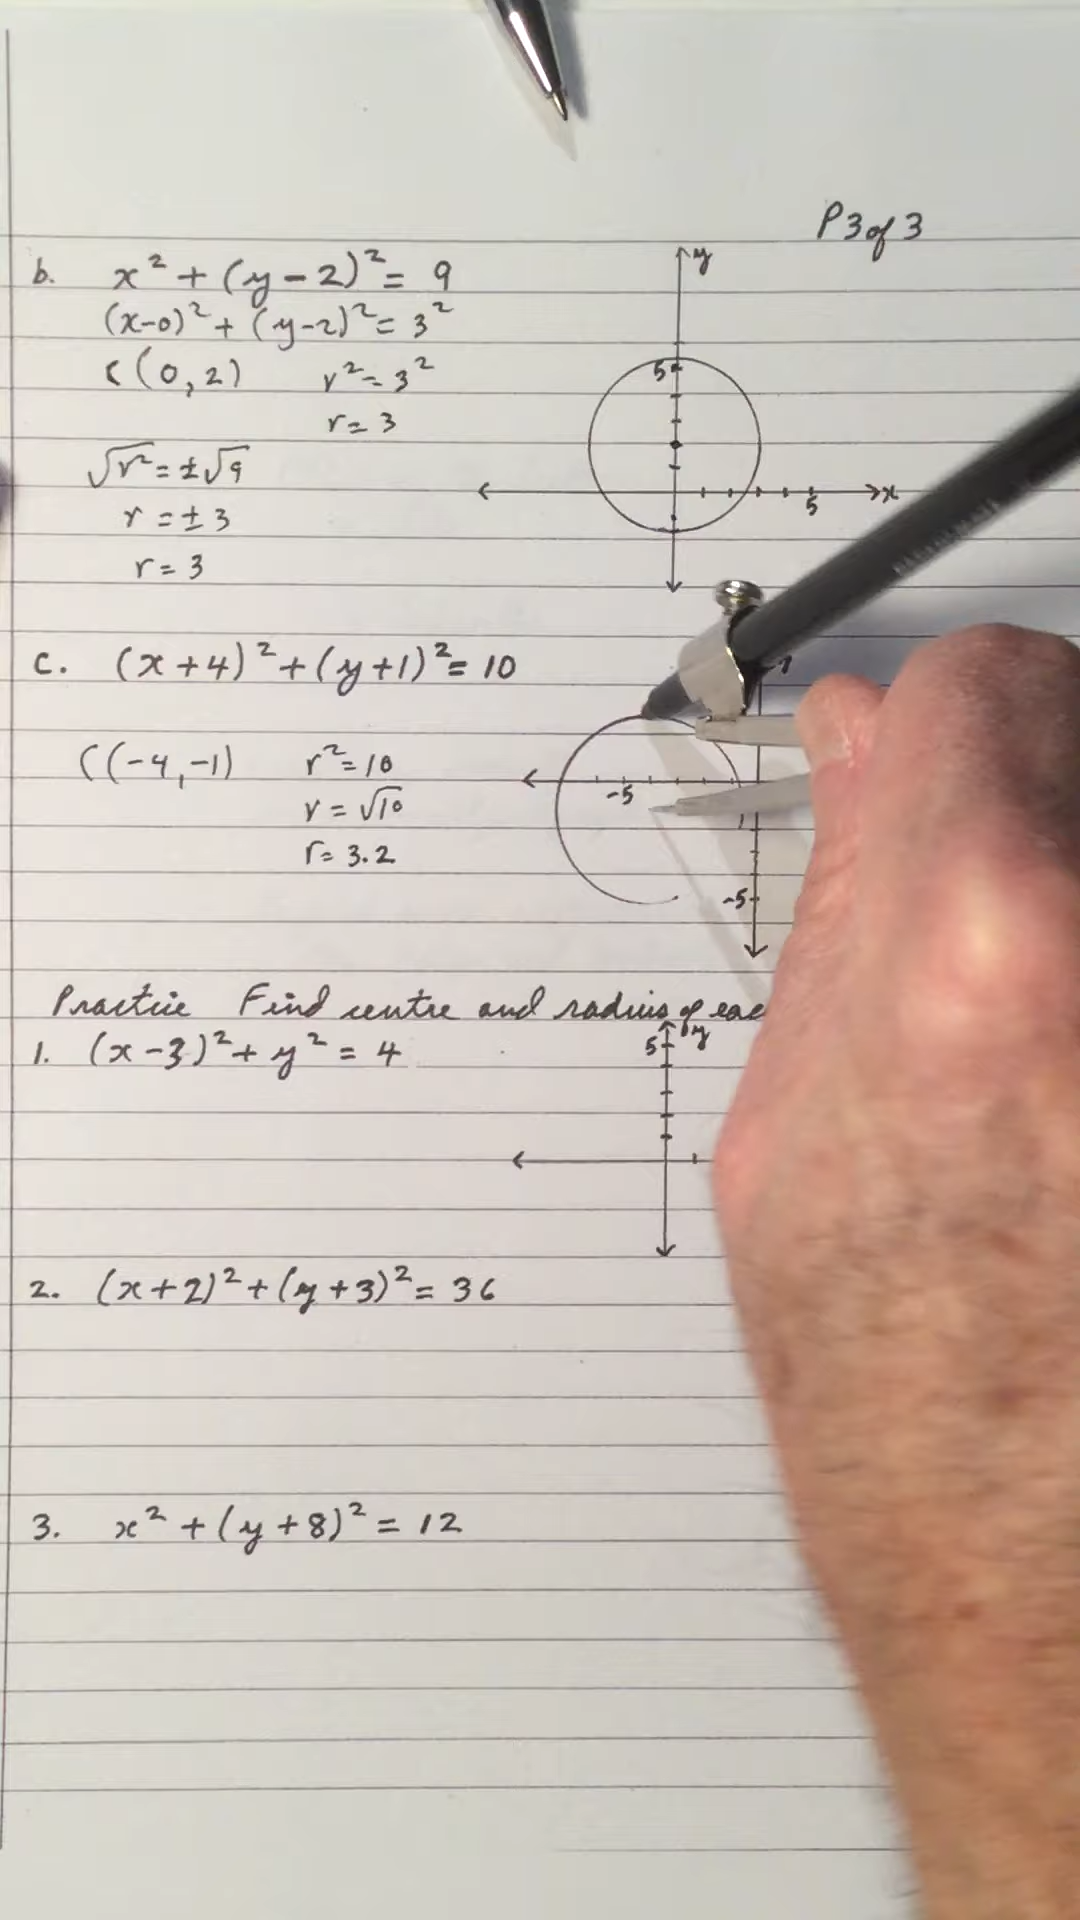 P3of3
b. x² + (y - 2)² = 9
(x-0)² + (y-2)² = 3²
C(0,2) r² = 3²
r = 3
√r² = ±√9
r = ± 3
r = 3
y
5
5
x
c. (x+4)² + (y+1)² = 10
C(-4,-1) r² = 10
r = √10
r = 3.2
-5
-5
Practice Find centre and radius of
1. (x-3)² + y² = 4
5
y
2. (x+2)² + (y+3)² = 36
3. x² + (y+8)² = 12